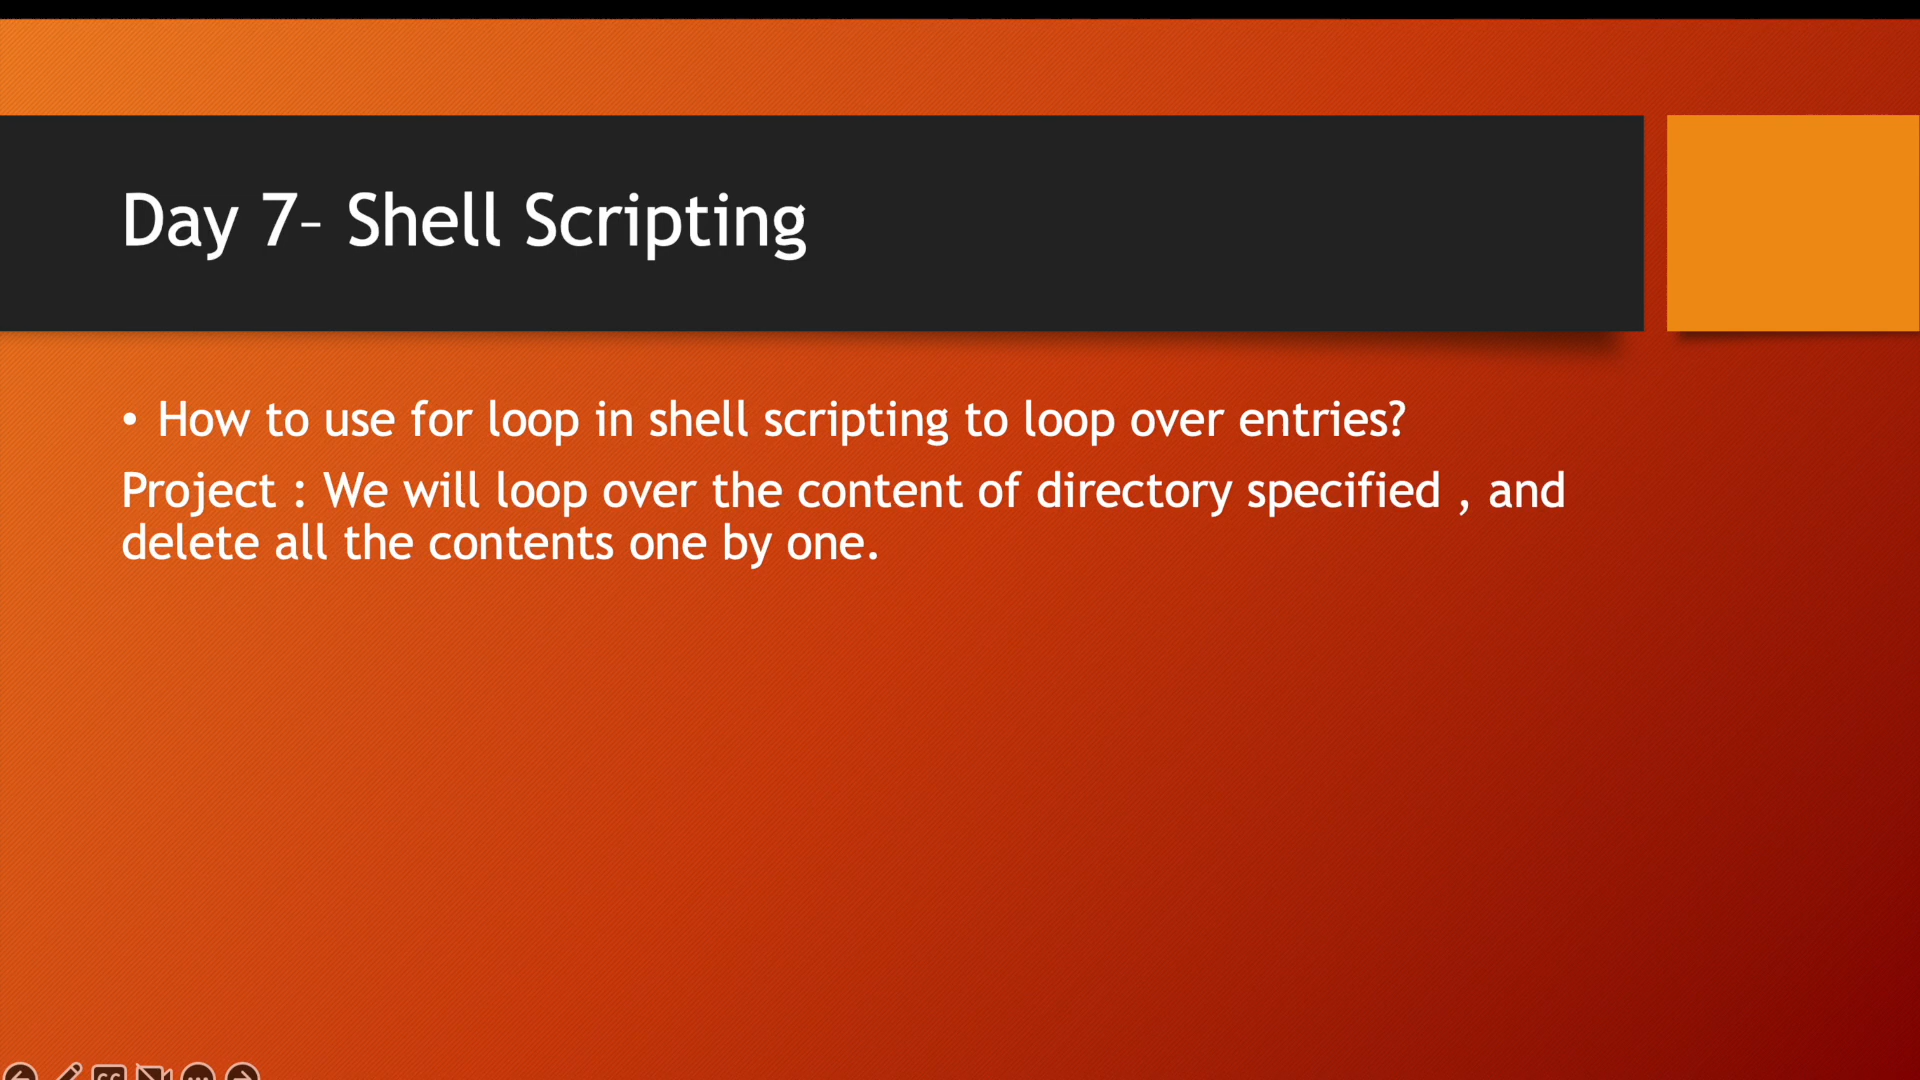 Day 7– Shell Scripting
• How to use for loop in shell scripting to loop over entries?
Project : We will loop over the content of directory specified , and
delete all the contents one by one.